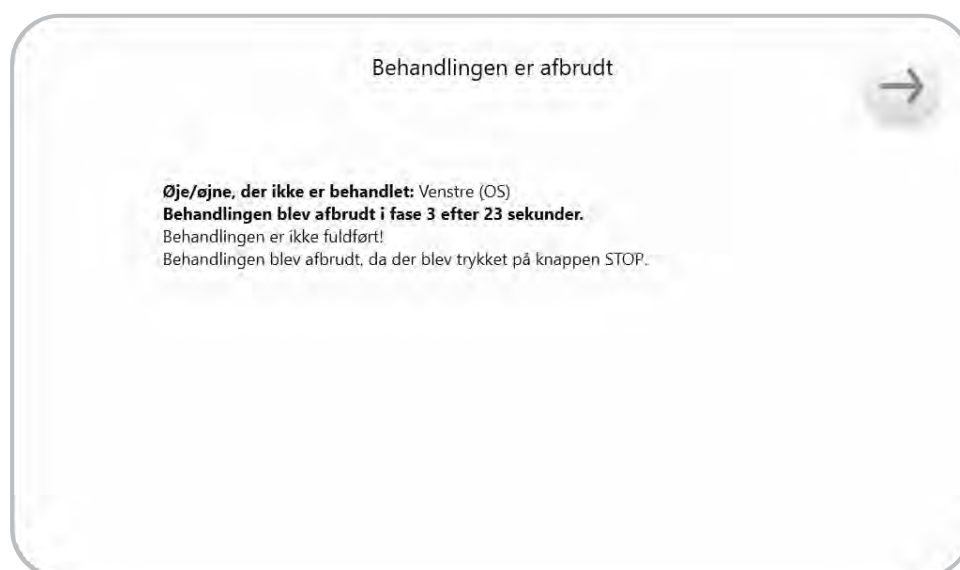 Behandlingen er afbrudt
Øje/øjne, der ikke er behandlet: Venstre (OS)
Behandlingen blev afbrudt i fase 3 efter 23 sekunder.
Behandlingen er ikke fuldført!
Behandlingen blev afbrudt, da der blev trykket på knappen STOP.